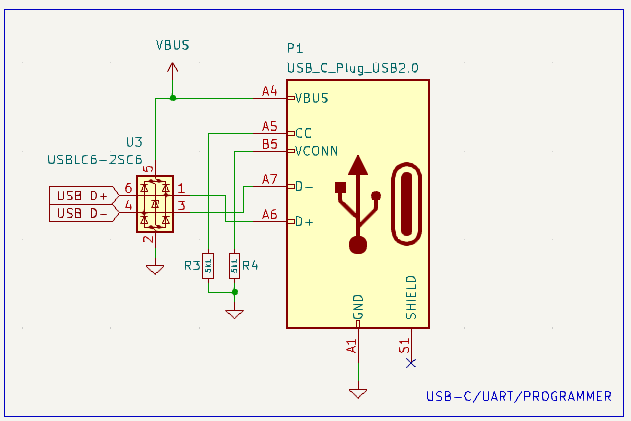 VBUS
P1
USB_C_Plug_USB2.0
A4
VBUS
A5
CC
B5
VCONN
U3
USBLC6-2SC6
5
A7
D-
USB D+
6
1
USB D-
4
3
A6
D+
2
R3
5k1
5k1
R4
GND
SHIELD
A1
S1
USB-C/UART/PROGRAMMER